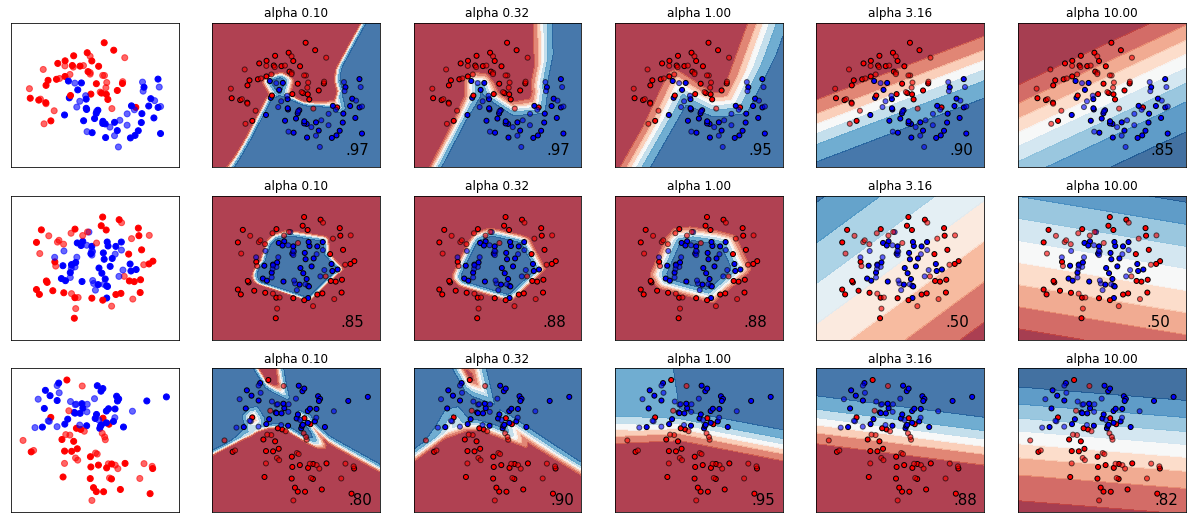 alpha 0.10
alpha 0.32
alpha 1.00
alpha 3.16
alpha 10.00
.97
.97
.95
.90
.85
alpha 0.10
alpha 0.32
alpha 1.00
alpha 3.16
alpha 10.00
.85
.88
.88
.50
.50
alpha 0.10
alpha 0.32
alpha 1.00
alpha 3.16
alpha 10.00
.80
.90
.95
.88
.82